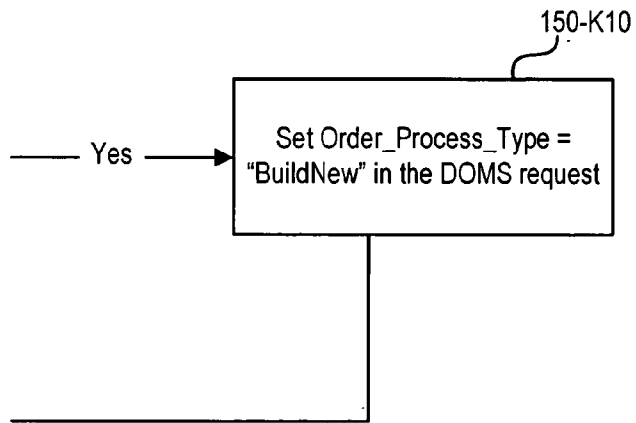 150-K10
Yes
Set Order_Process_Type =
“BuildNew” in the DOMS request